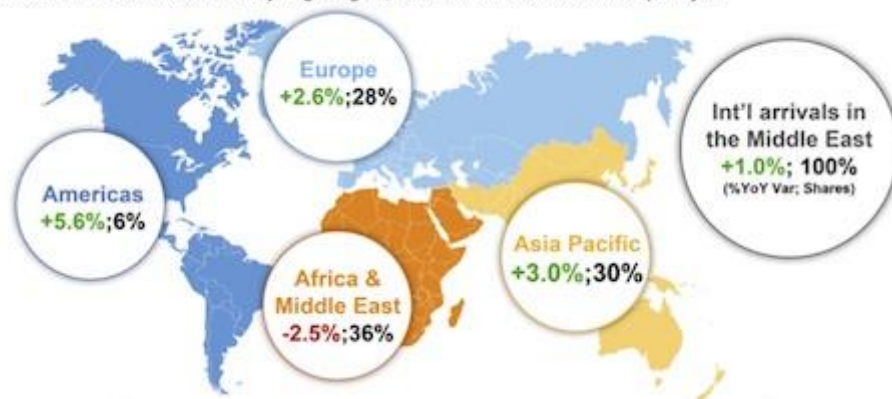 Europe
+2.6%;28%
Int'l arrivals in
the Middle East
+1.0%; 100%
(%YoY Var; Shares)
Americas
+5.6%;6%
Asia Pacific
+3.0%;30%
Africa &
Middle East
-2.5%;36%